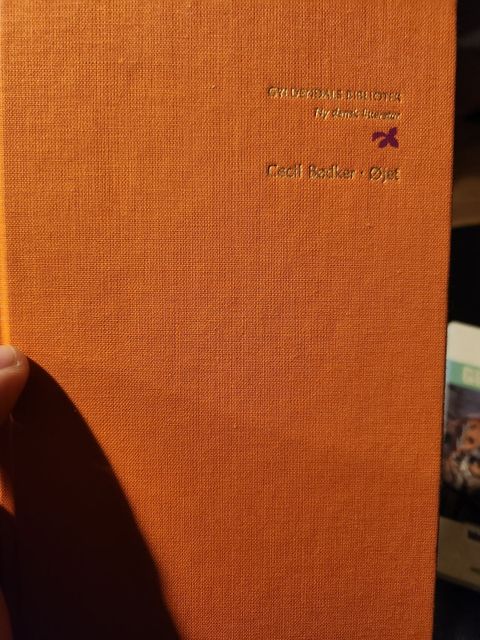 GYLDENDALS BIBLIOTEK
Ny dansk litteratur
Cecil Bødker · Øjet